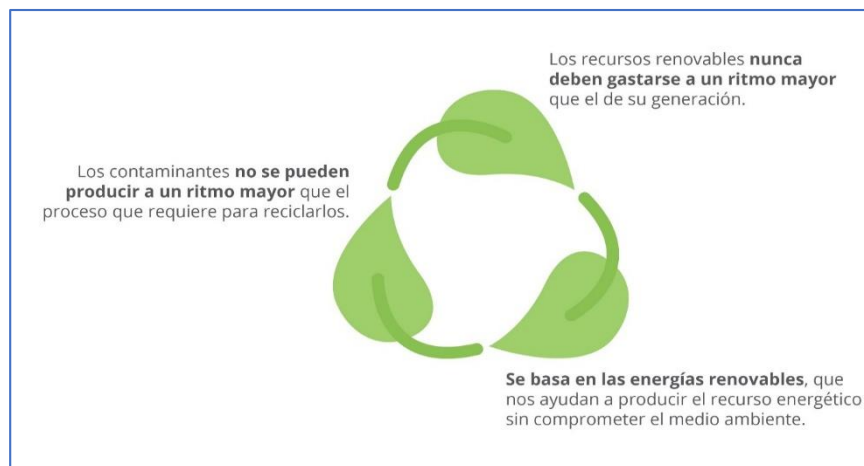 Los recursos renovables nunca
deben gastarse a un ritmo mayor
que el de su generación.
Los contaminantes no se pueden
producir a un ritmo mayor que el
proceso que requiere para reciclarlos.
Se basa en las energías renovables, que
nos ayudan a producir el recurso energético
sin comprometer el medio ambiente.